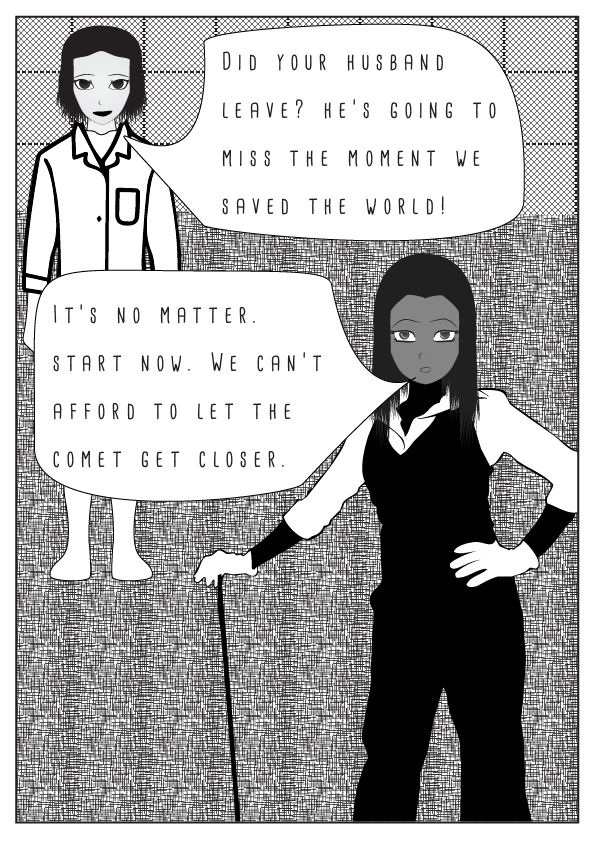 Did your husband
leave? he's going to
miss the moment we
saved the world!
It's no matter.
start now. We can't
afford to let the
comet get closer.